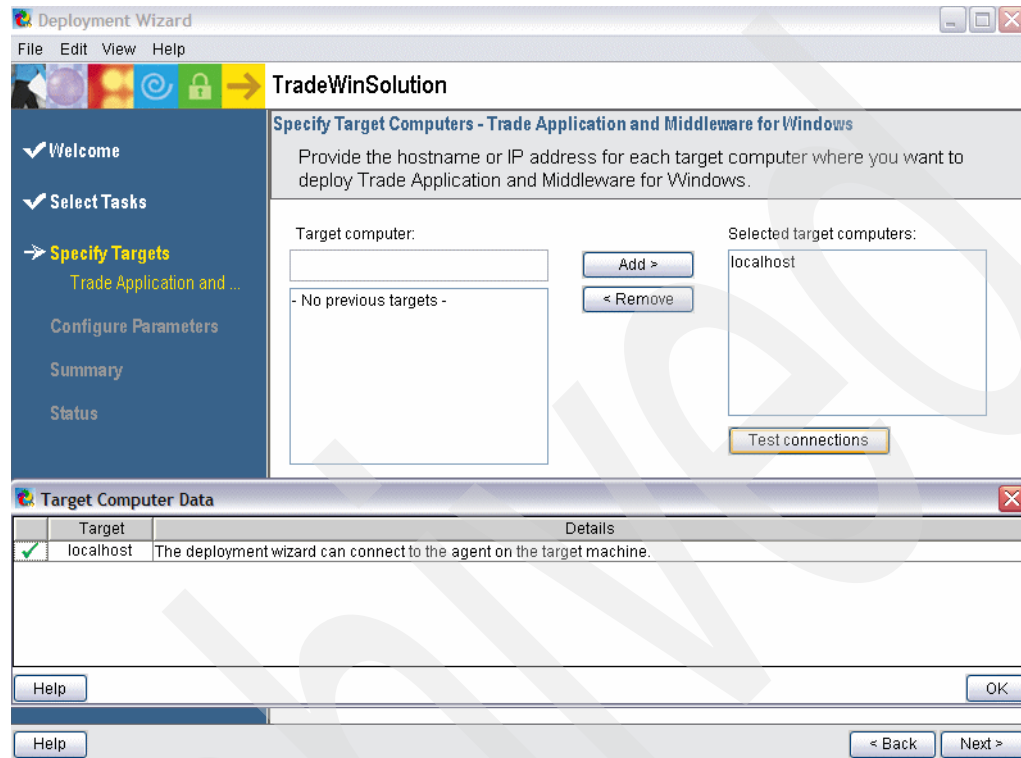 Deployment Wizard
File Edit View Help
TradeWinSolution
Welcome
Select Tasks
Specify Targets
Trade Application and ...
Configure Parameters
Summary
Status
Specify Target Computers - Trade Application and Middleware for Windows
Provide the hostname or IP address for each target computer where you want to
deploy Trade Application and Middleware for Windows.
Target computer:
- No previous targets -
Add >
< Remove
Selected target computers:
localhost
Test connections
Target Computer Data
Target Details
localhost The deployment wizard can connect to the agent on the target machine.
Help OK
Help < Back Next >